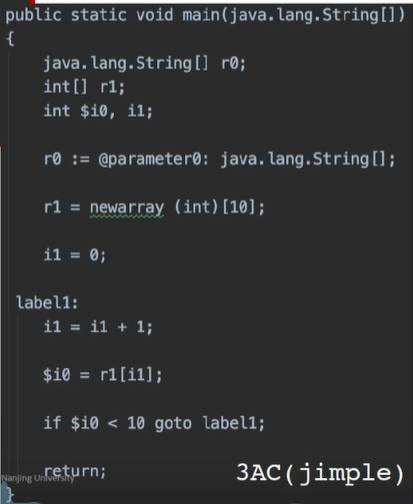 public static void main(java.lang.String[])
{
java.lang.String[] r0;
int[] r1;
int $i0, i1;
r0 := @parameter0: java.lang.String[];
r1 = newarray (int)[10];
i1 = 0;
label1:
i1 = i1 + 1;
$i0 = r1[i1];
if $i0 < 10 goto label1;
return;
Nanjing University
3AC(jimple)
}